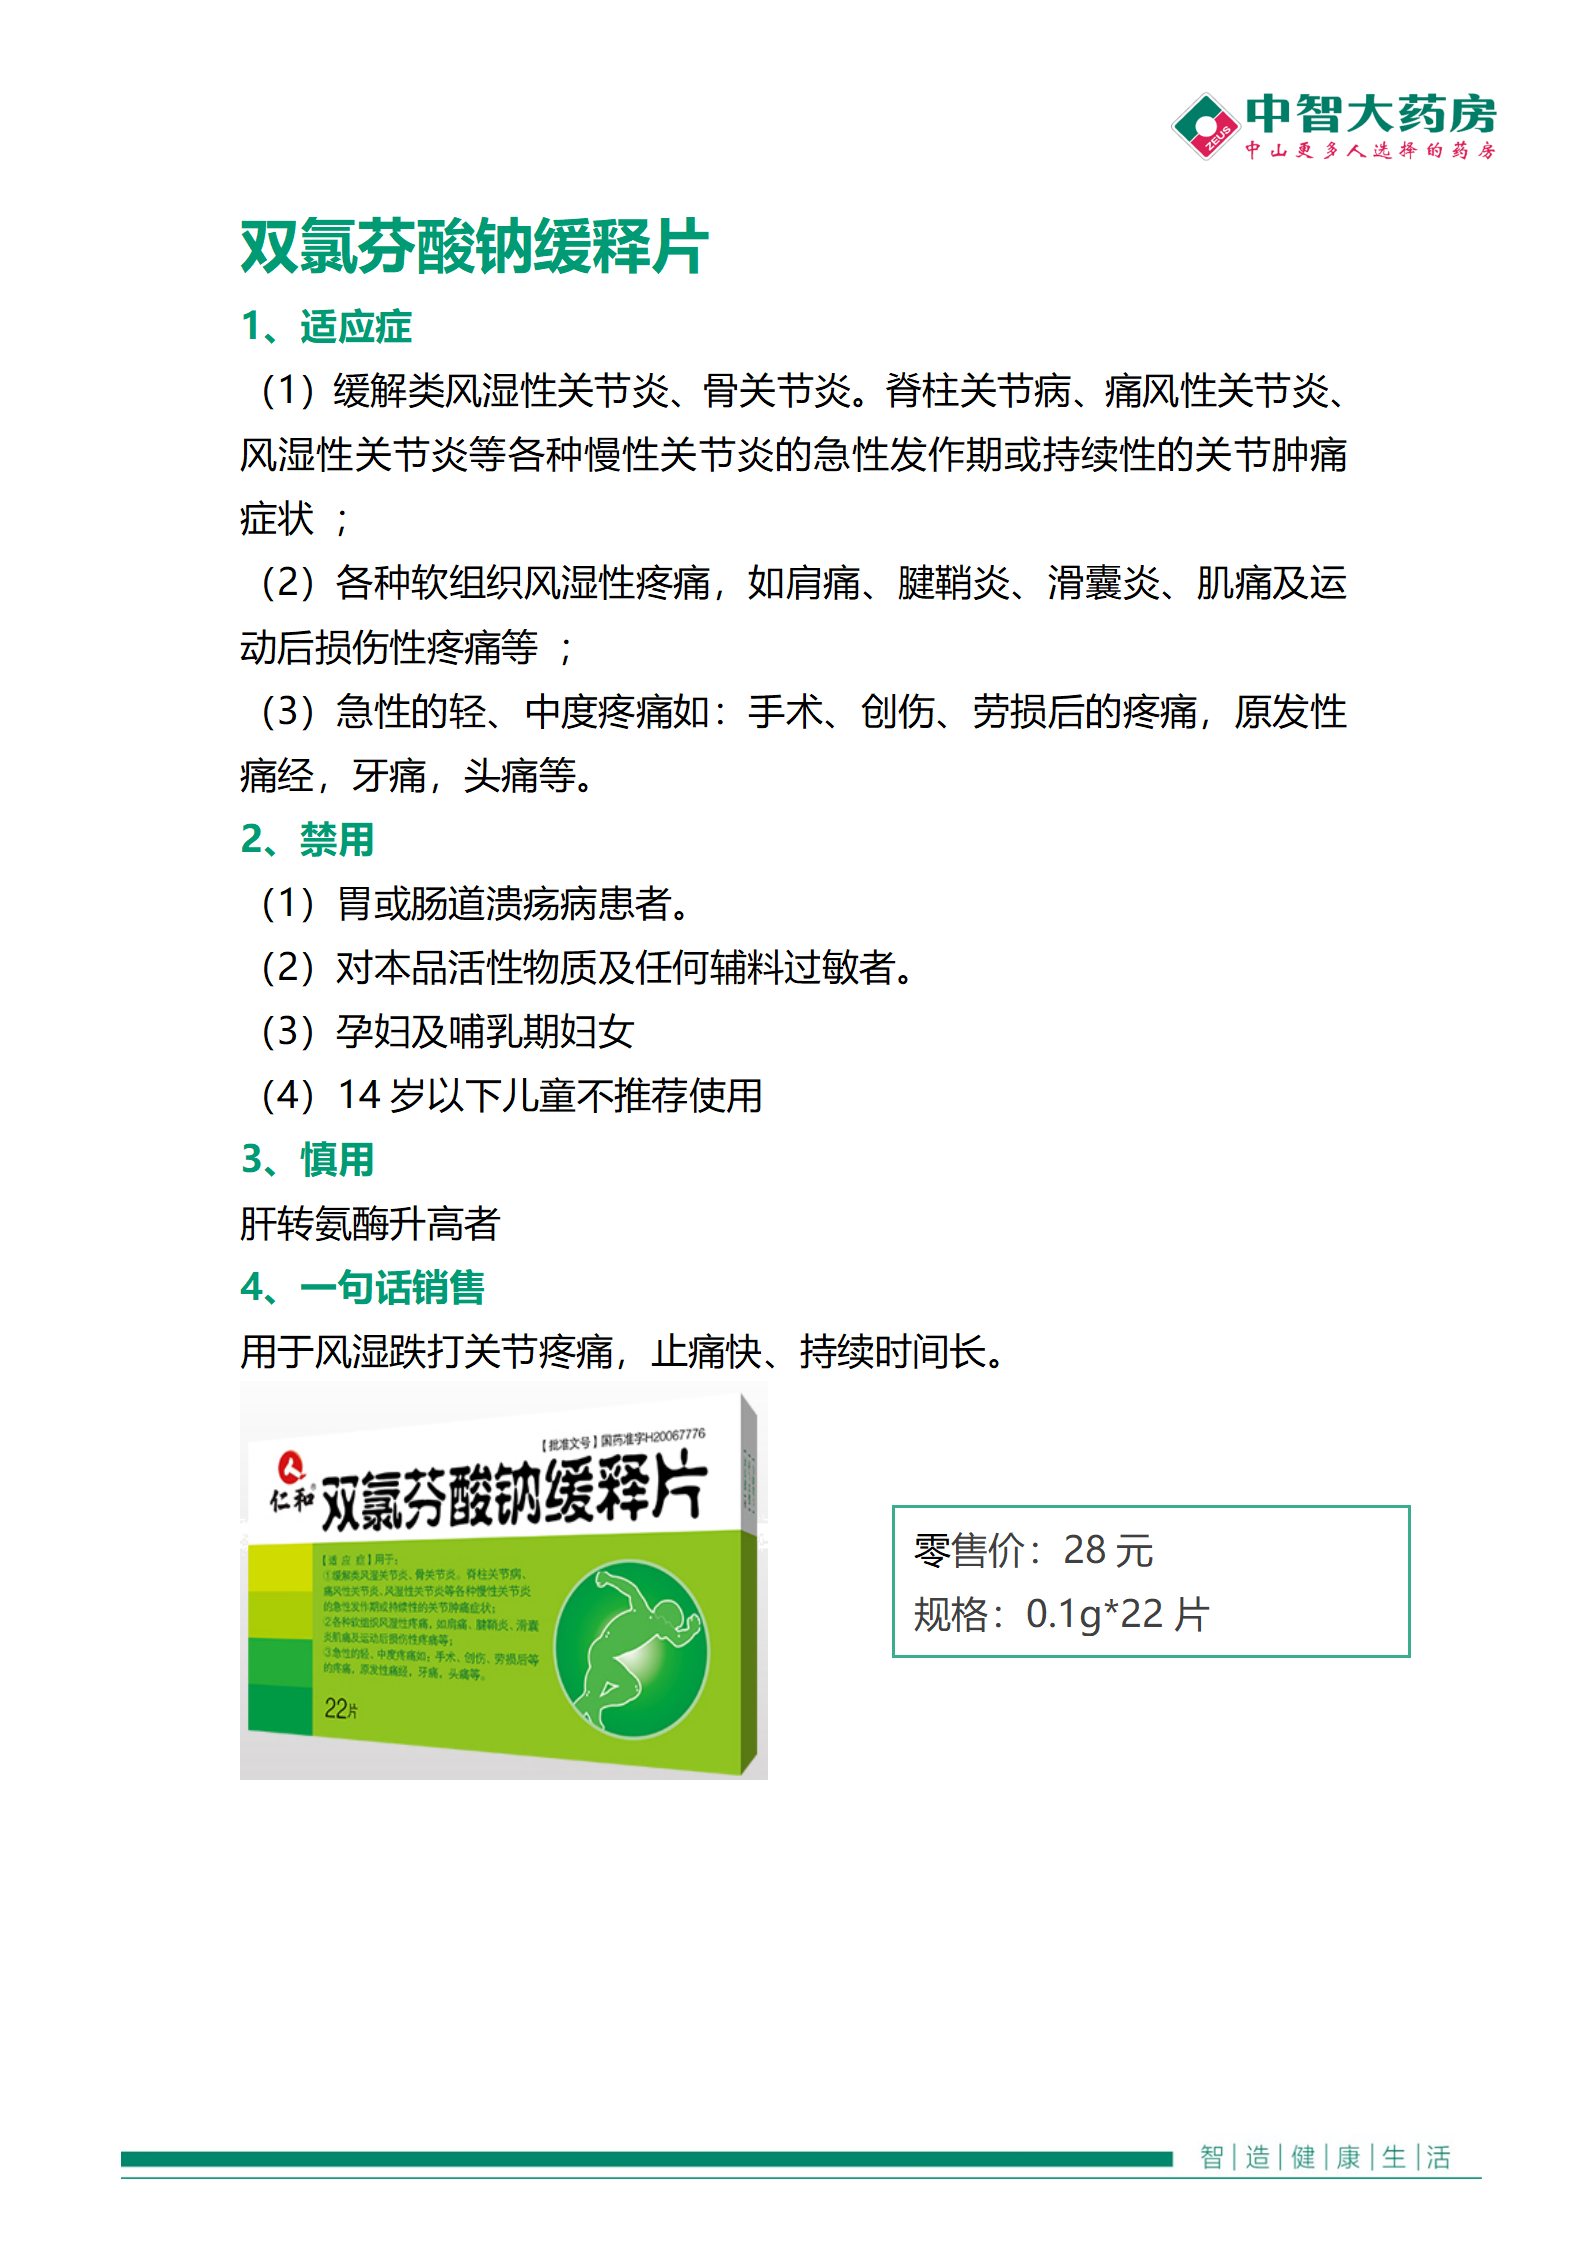 中智大药房
ZEUS
中山更多人选择的药房
双氯芬酸钠缓释片
1、适应症
（1）缓解类风湿性关节炎、骨关节炎。脊柱关节病、痛风性关节炎、
风湿性关节炎等各种慢性关节炎的急性发作期或持续性的关节肿痛
症状 ；
（2）各种软组织风湿性疼痛，如肩痛、腱鞘炎、滑囊炎、肌痛及运
动后损伤性疼痛等 ；
（3）急性的轻、中度疼痛如：手术、创伤、劳损后的疼痛，原发性
痛经，牙痛，头痛等。
2、禁用
（1）胃或肠道溃疡病患者。
（2）对本品活性物质及任何辅料过敏者。
（3）孕妇及哺乳期妇女
（4）14 岁以下儿童不推荐使用
3、慎用
肝转氨酶升高者
4、一句话销售
用于风湿跌打关节疼痛，止痛快、持续时间长。
【批准文号】国药准字H20067776
仁和® 双氯芬酸钠缓释片
【适 应 症】用于：
①缓解类风湿关节炎、骨关节炎。脊柱关节病、
痛风性关节炎、风湿性关节炎等各种慢性关节炎
的急性发作期或持续性的关节肿痛症状；
②各种软组织风湿性疼痛，如肩痛、腱鞘炎、滑囊
炎肌痛及运动后损伤性疼痛等；
③急性的轻、中度疼痛如：手术、创伤、劳损后等
的疼痛，原发性痛经，牙痛，头痛等。
22片
零售价：28 元
规格：0.1g*22 片
智|造|健|康|生|活